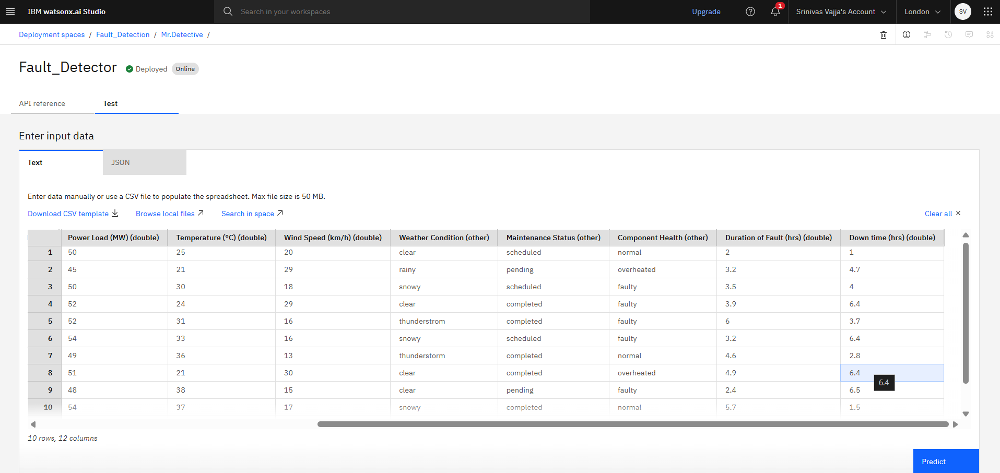 IBM watsonx.ai Studio
Search in your workspaces
Upgrade
1
Srinivas Vajja's Account
London
SV
Deployment spaces / Fault_Detection / Mr.Detective /
Fault_Detector Deployed Online
API reference Test
Enter input data
Text JSON
Enter data manually or use a CSV file to populate the spreadsheet. Max file size is 50 MB.
Download CSV template Browse local files Search in space Clear all
Power Load (MW) (double) Temperature (°C) (double) Wind Speed (km/h) (double) Weather Condition (other) Maintenance Status (other) Component Health (other) Duration of Fault (hrs) (double) Down time (hrs) (double)
1 50 25 20 clear scheduled normal 2 1
2 45 21 29 rainy pending overheated 3.2 4.7
3 50 30 18 snowy scheduled faulty 3.5 4
4 52 24 29 clear completed faulty 3.9 6.4
5 52 31 16 thunderstrom completed faulty 6 3.7
6 54 33 16 snowy scheduled faulty 3.2 6.4
7 49 36 13 thunderstorm completed normal 4.6 2.8
8 51 21 30 clear completed overheated 4.9 6.4
6.4
9 48 38 15 clear pending faulty 2.4 6.5
10 54 37 17 snowy completed normal 5.7 1.5
10 rows, 12 columns
Predict